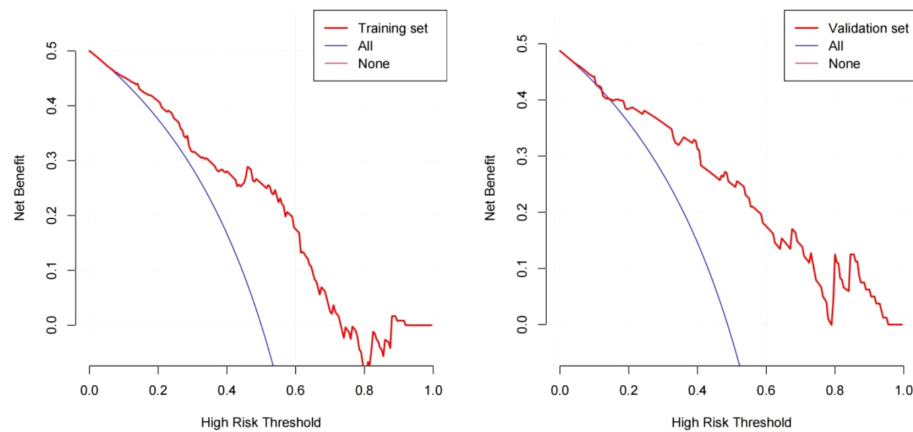 Training set
All
None
0.5
0.4
0.3
0.2
0.1
0.0
Net Benefit
0.0 0.2 0.4 0.6 0.8 1.0
High Risk Threshold
Validation set
All
None
0.5
0.4
0.3
0.2
0.1
0.0
Net Benefit
0.0 0.2 0.4 0.6 0.8 1.0
High Risk Threshold